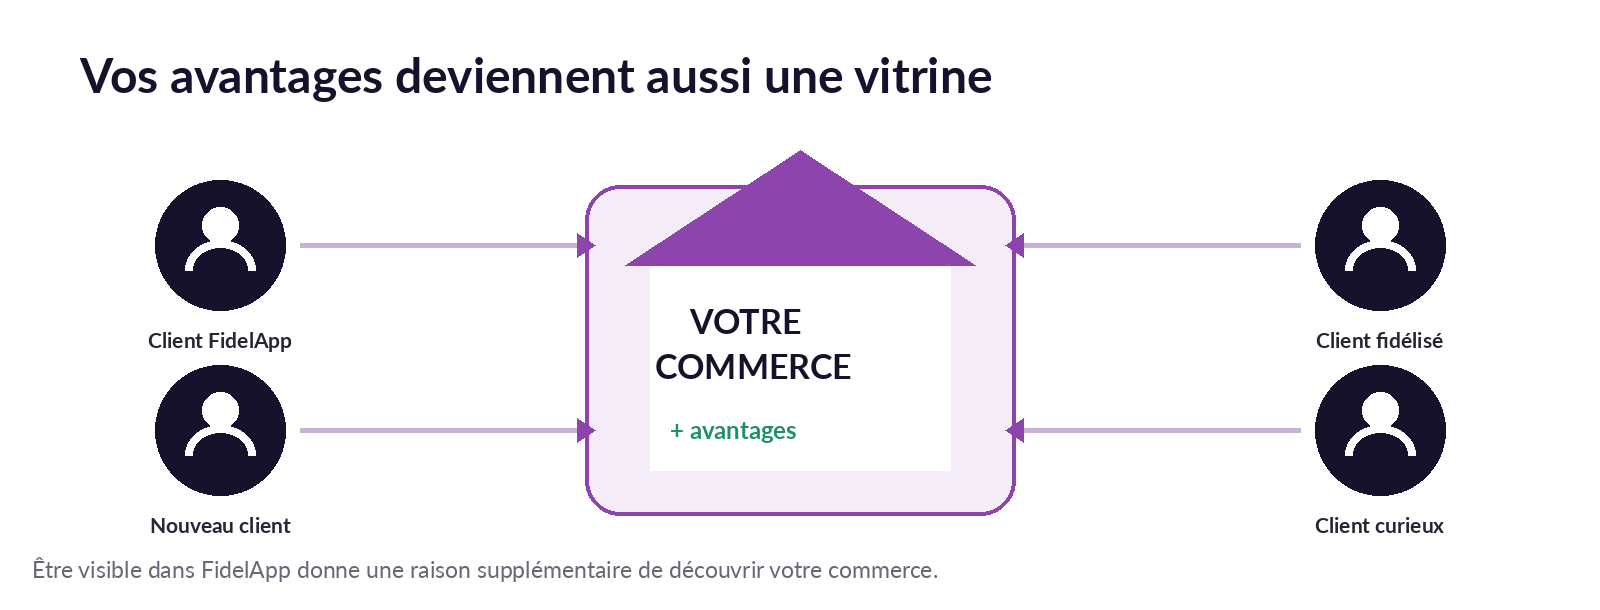 Vos avantages deviennent aussi une vitrine
VOTRE
COMMERCE
+ avantages
Client FidelApp
Client fidélisé
Nouveau client
Client curieux
Être visible dans FidelApp donne une raison supplémentaire de découvrir votre commerce.